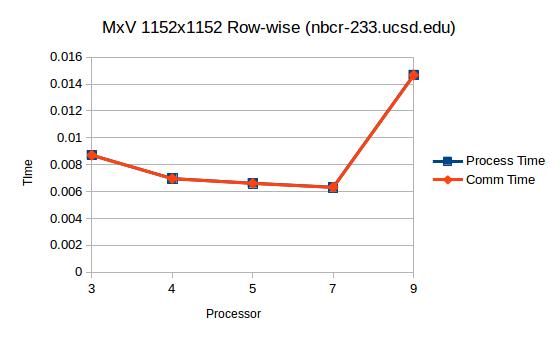 MxV 1152x1152 Row-wise (nbcr-233.ucsd.edu)
0.016
0.014
0.012
0.01
0.008
0.006
0.004
0.002
0
Time
3 4 5 7 9
Processor
Process Time
Comm Time